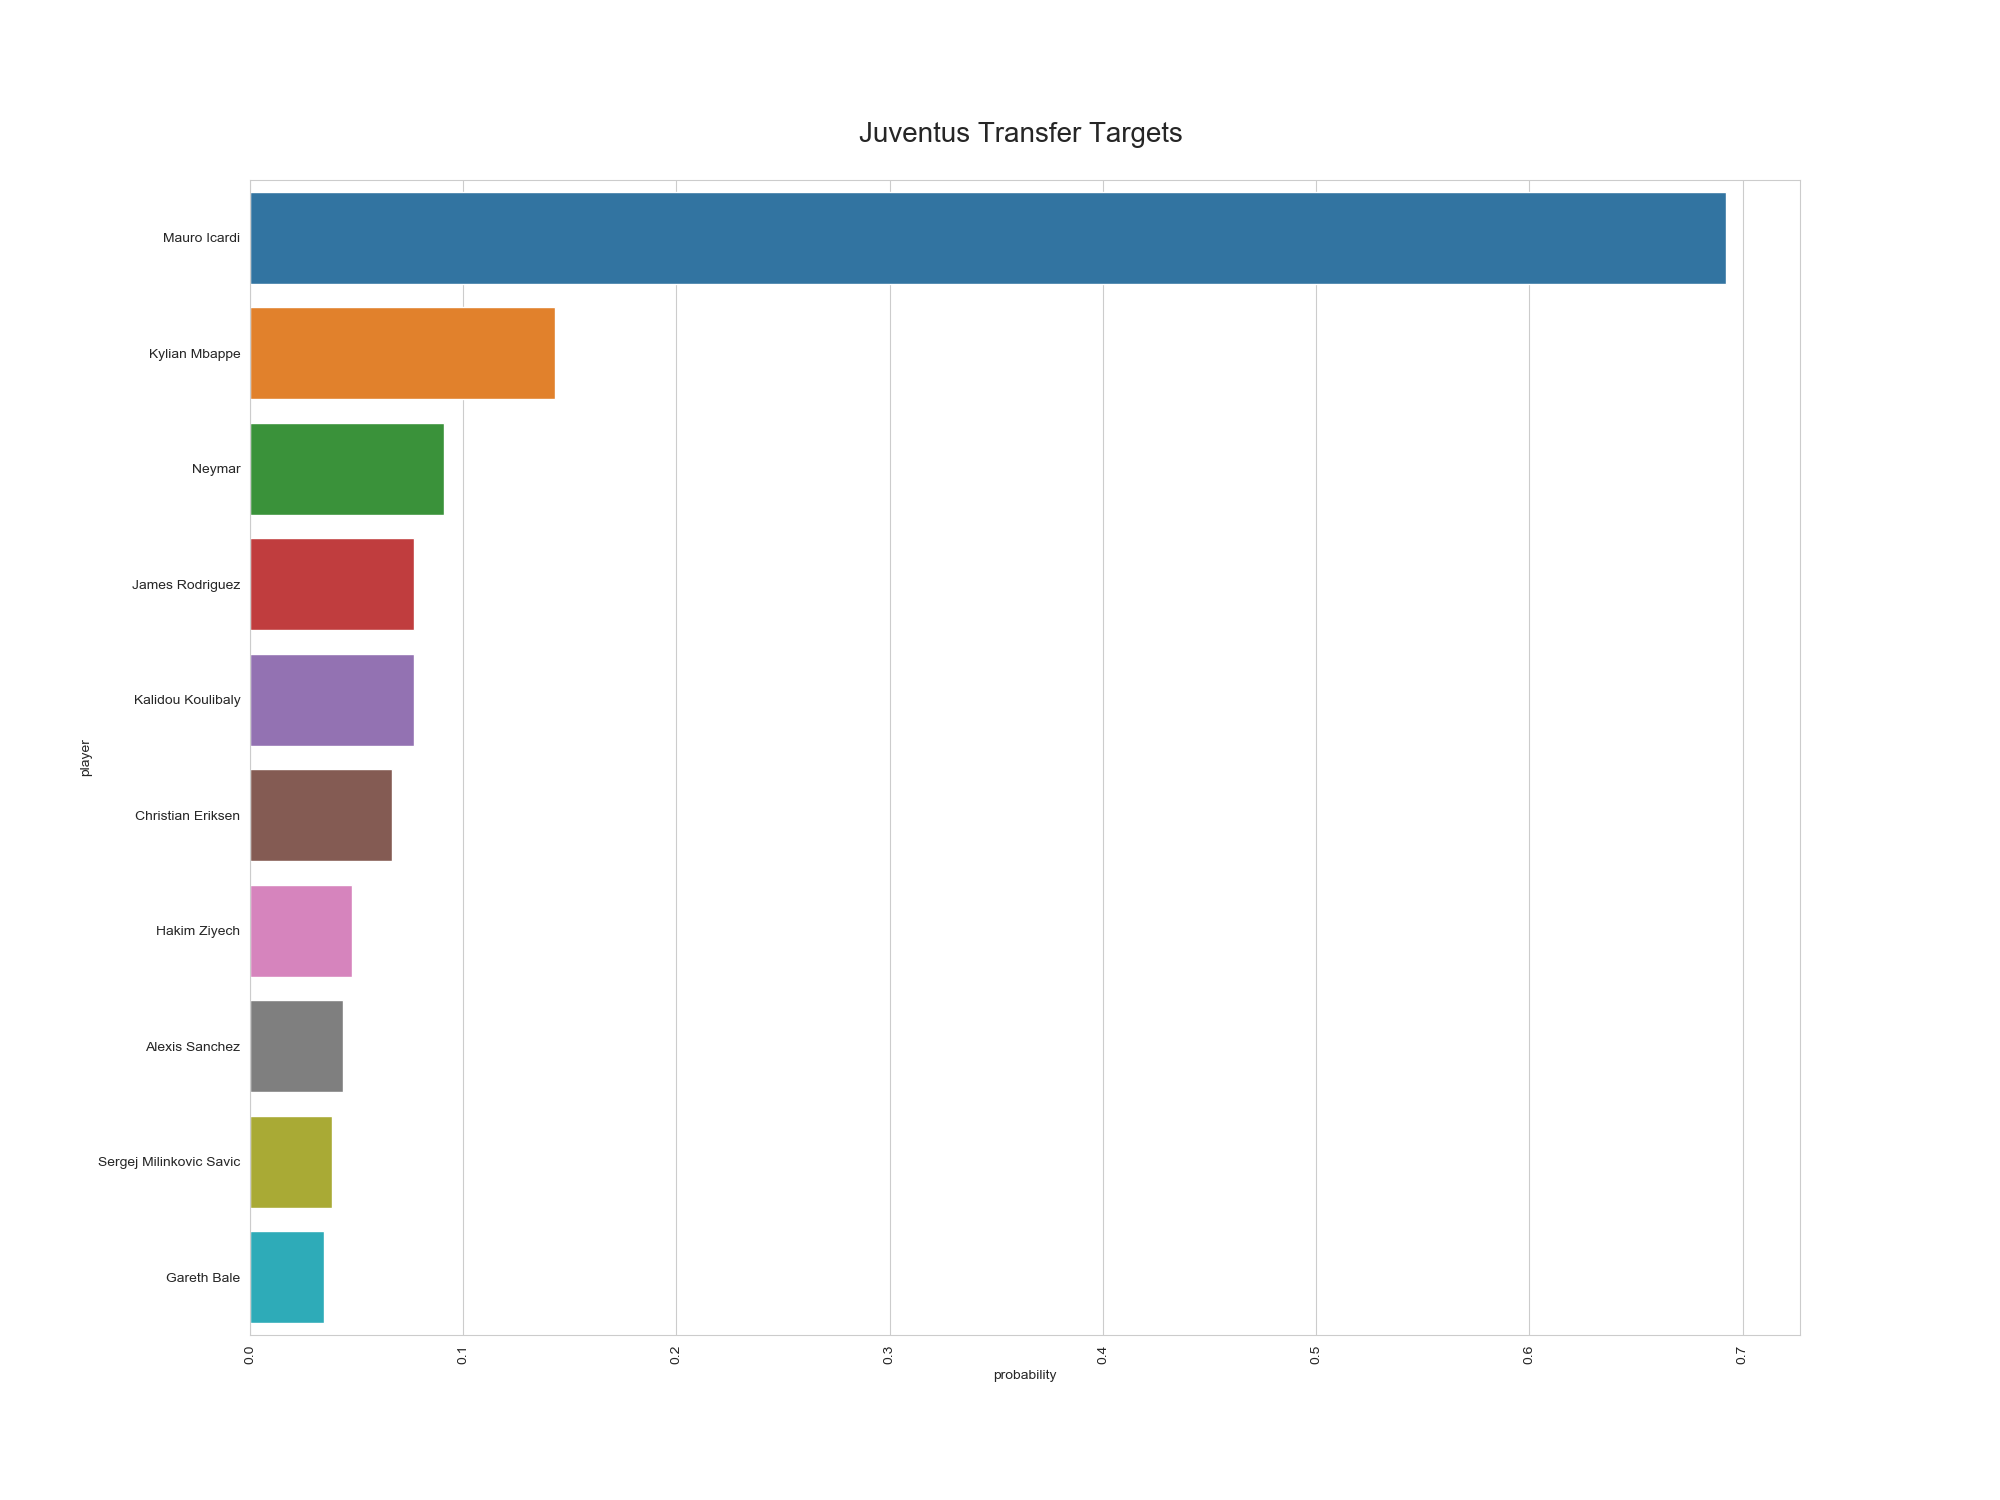 Juventus Transfer Targets
Mauro Icardi
Kylian Mbappe
Neymar
James Rodriguez
Kalidou Koulibaly
Christian Eriksen
Hakim Ziyech
Alexis Sanchez
Sergej Milinkovic Savic
Gareth Bale
player
0.0 0.1 0.2 0.3 0.4 0.5 0.6 0.7
probability